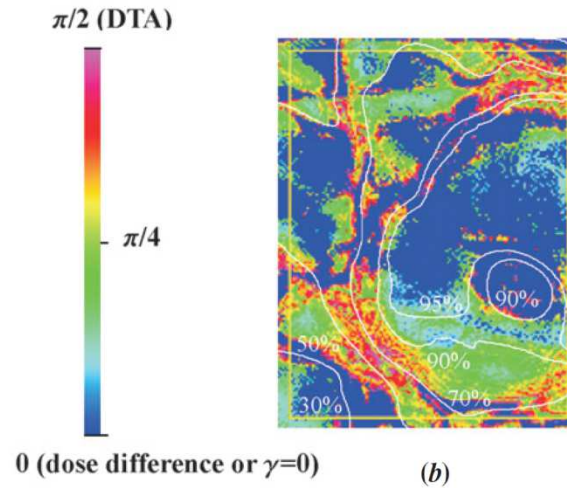 π/2 (DTA)
π/4
0 (dose difference or γ=0)
95%
90%
50%
90%
70%
30%
(b)